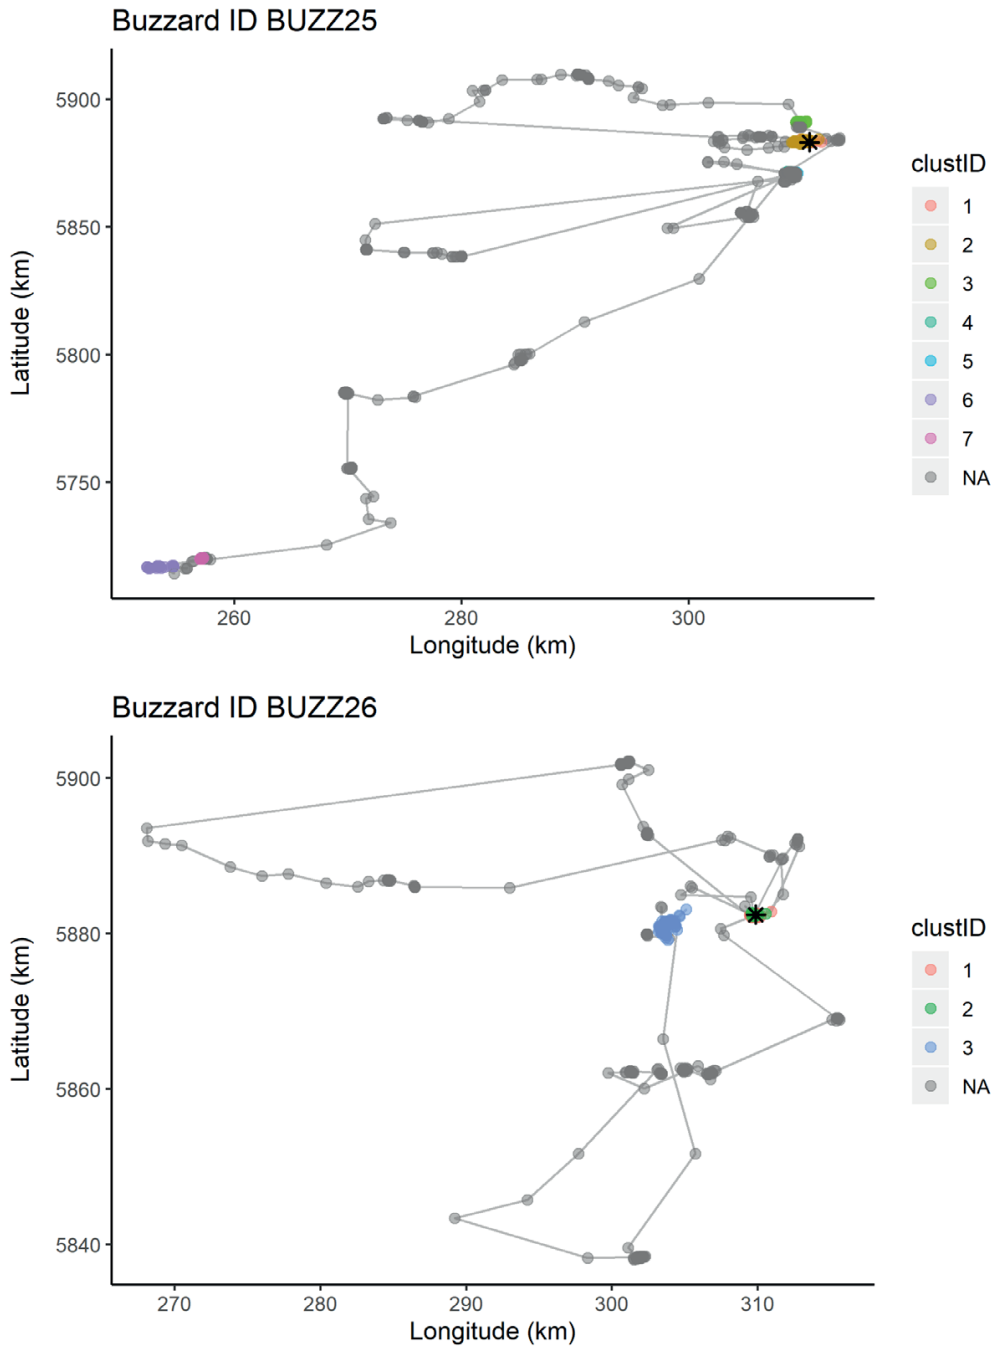 Buzzard ID BUZZ25
5900
5850
5800
5750
Latitude (km)
260
280
300
Longitude (km)
clustID
1
2
3
4
5
6
7
NA
Buzzard ID BUZZ26
5900
5880
5860
5840
Latitude (km)
270
280
290
300
310
Longitude (km)
clustID
1
2
3
NA